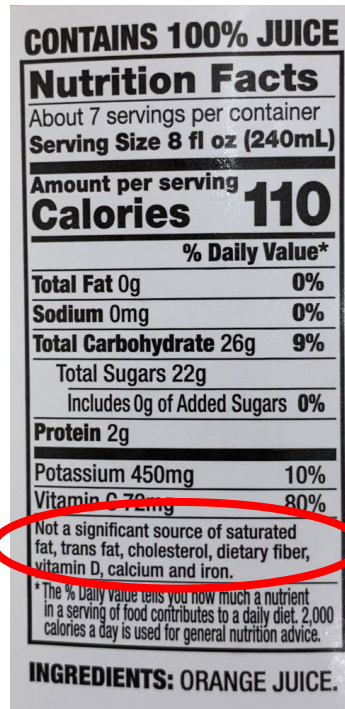 CONTAINS 100% JUICE
Nutrition Facts
About 7 servings per container
Serving Size 8 fl oz (240mL)
Amount per serving
Calories 110
% Daily Value*
Total Fat 0g 0%
Sodium 0mg 0%
Total Carbohydrate 26g 9%
Total Sugars 22g
Includes 0g of Added Sugars 0%
Protein 2g
Potassium 450mg 10%
Vitamin C 72mg 80%
Not a significant source of saturated
fat, trans fat, cholesterol, dietary fiber,
vitamin D, calcium and iron.
* The % Daily Value tells you how much a nutrient
in a serving of food contributes to a daily diet. 2,000
calories a day is used for general nutrition advice.
INGREDIENTS: ORANGE JUICE.